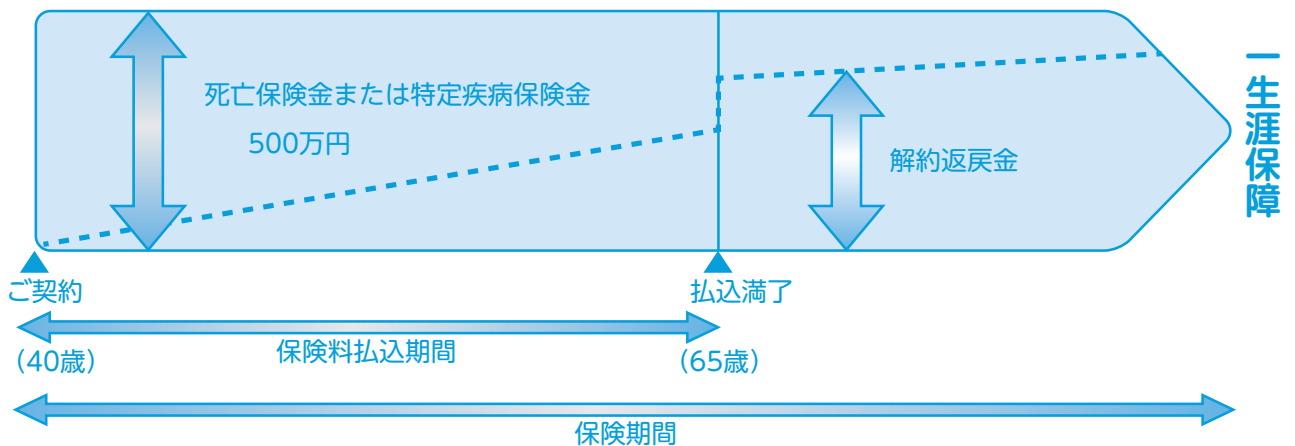 死亡保険金または特定疾病保険金
500万円
解約返戻金
一生涯保障
ご契約
払込満了
保険料払込期間
(40歳)
(65歳)
保険期間